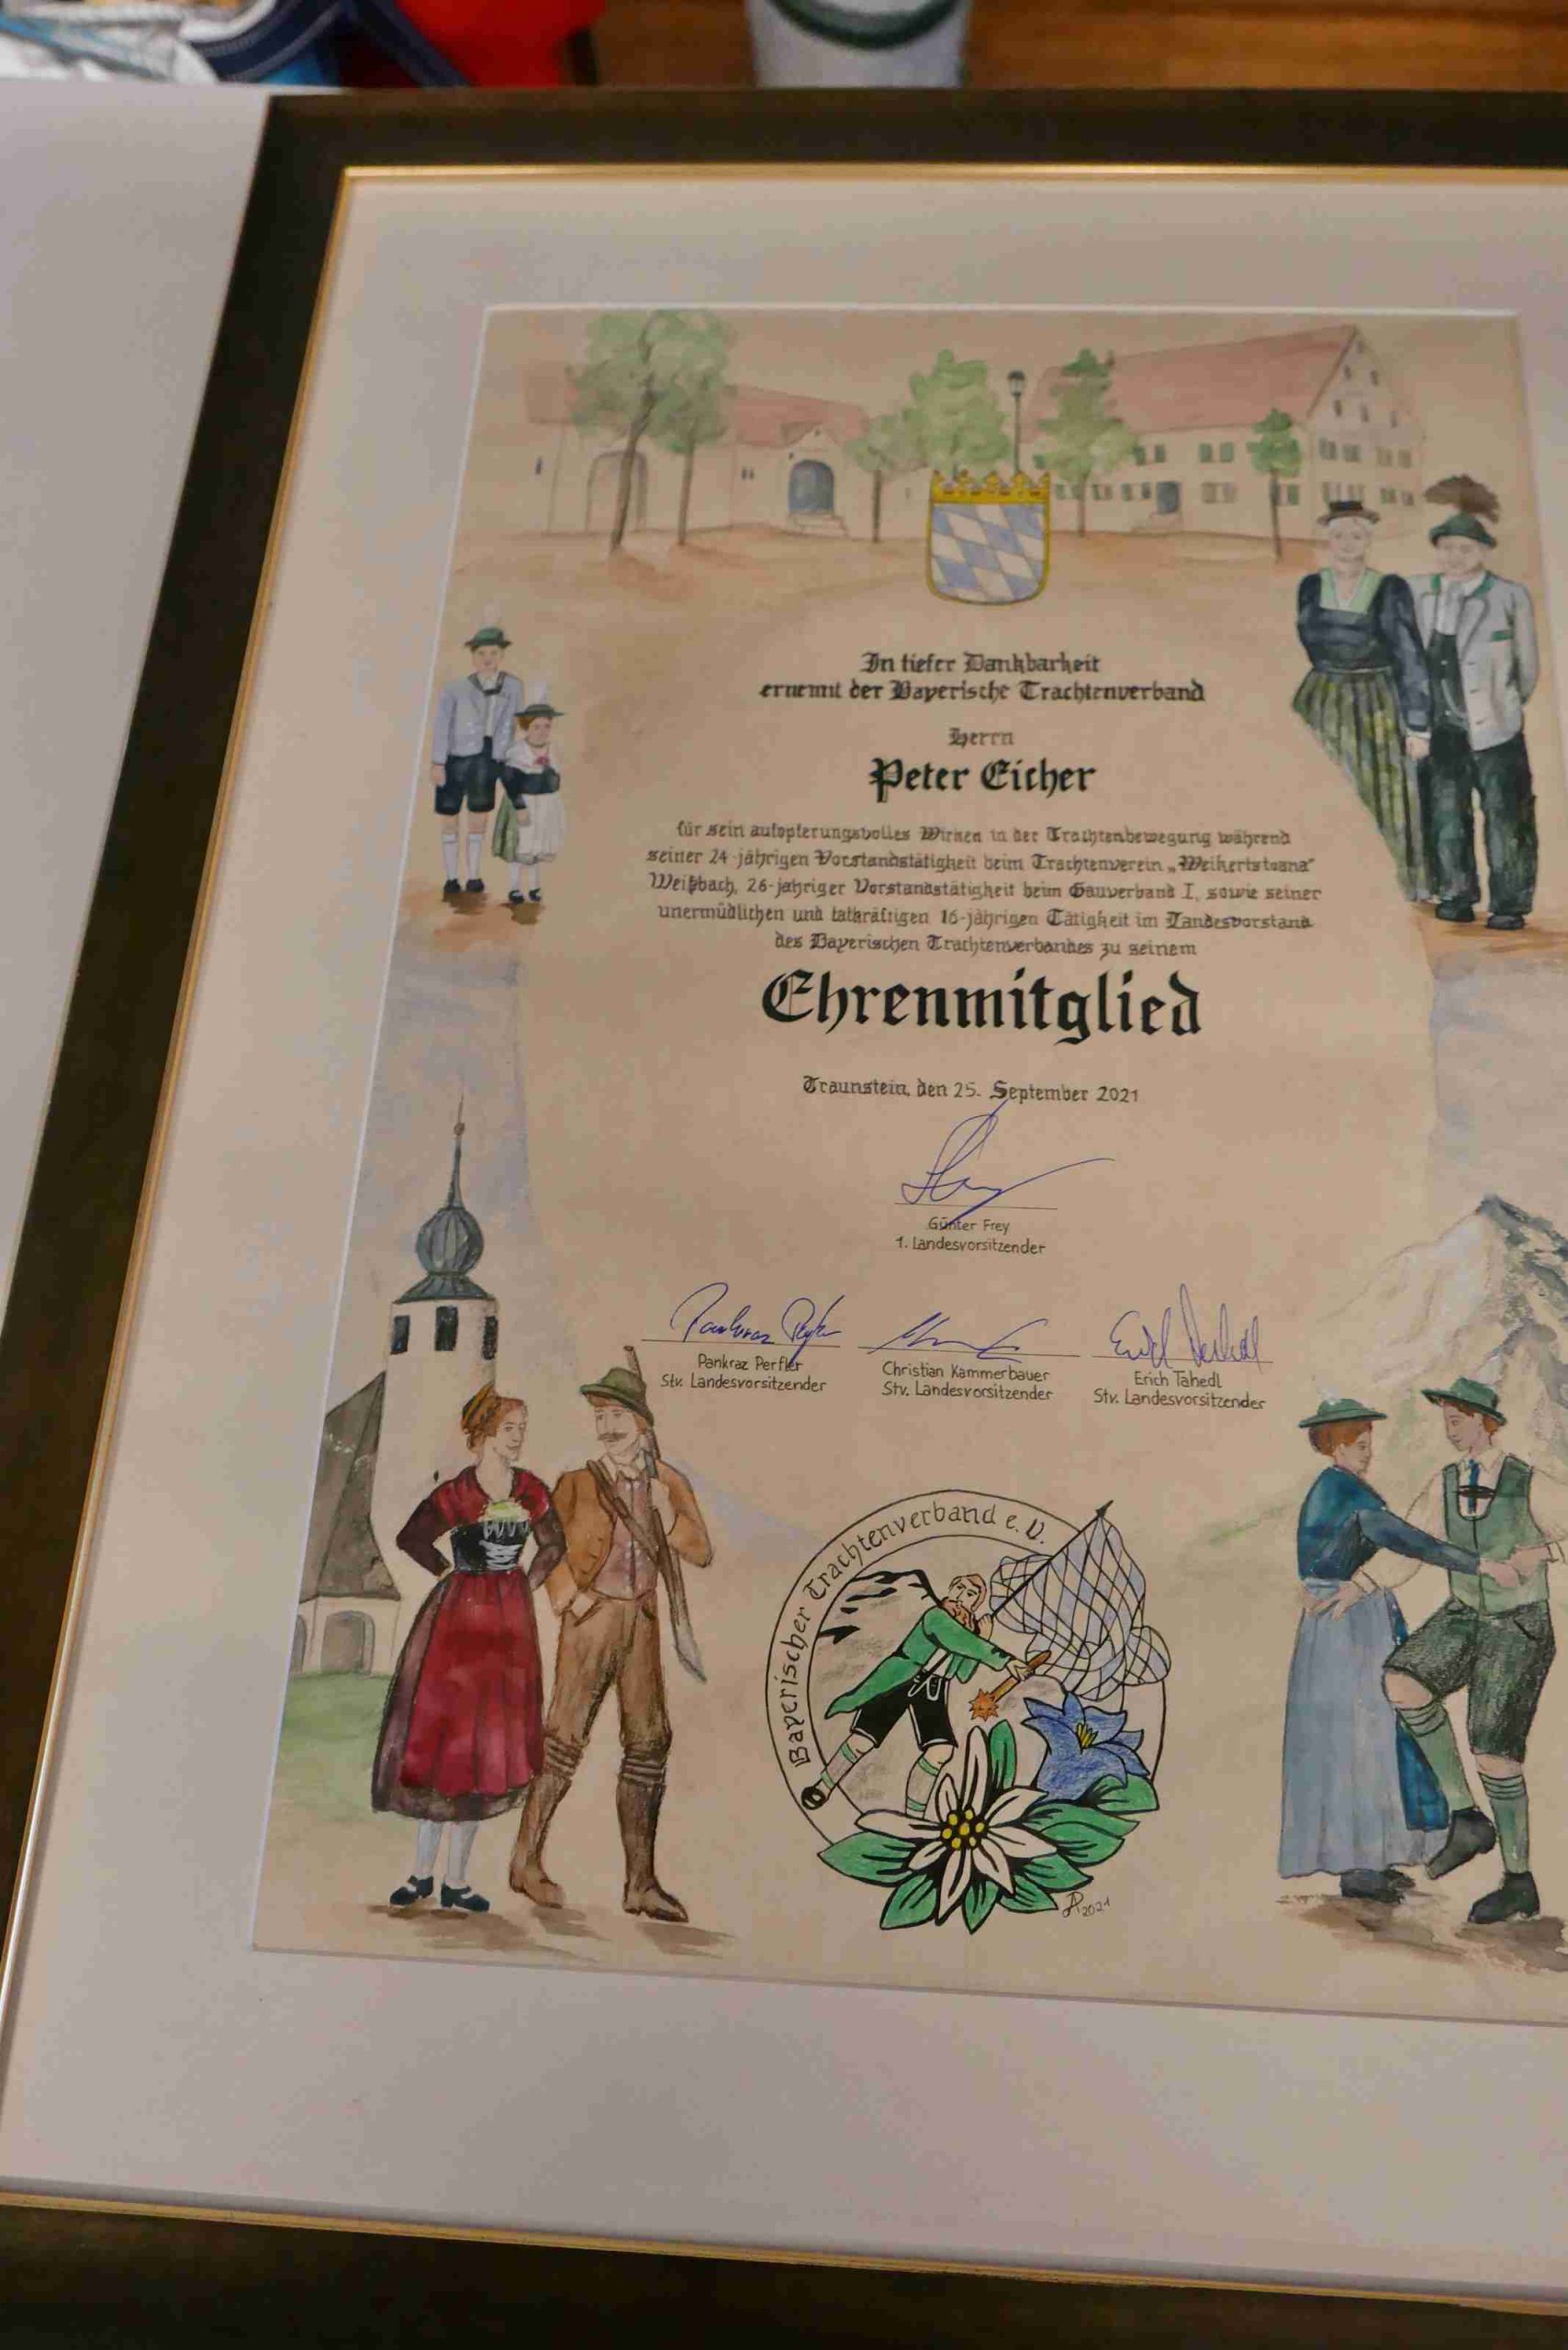 In tiefer Dankbarkeit
ernennt der Bayerische Trachtenverband
Herrn
Peter Eicher
für sein aufopferungsvolles Wirken in der Trachtenbewegung während
seiner 24-jährigen Vorstandstätigkeit beim Trachtenverein „Weikertstoana“
Weißbach, 26-jähriger Vorstandstätigkeit beim Gauverband I, sowie seiner
unermüdlichen und tatkräftigen 16-jährigen Tätigkeit im Landesvorstand
des Bayerischen Trachtenverbandes zu seinem
Ehrenmitglied
Traunstein, den 25. September 2021
Günter Frey
1. Landesvorsitzender
Pankraz Perfler
Stv. Landesvorsitzender
Christian Kammerbauer
Stv. Landesvorsitzender
Erich Tahedl
Stv. Landesvorsitzender
Bayerischer Trachtenverband e.V.
2021